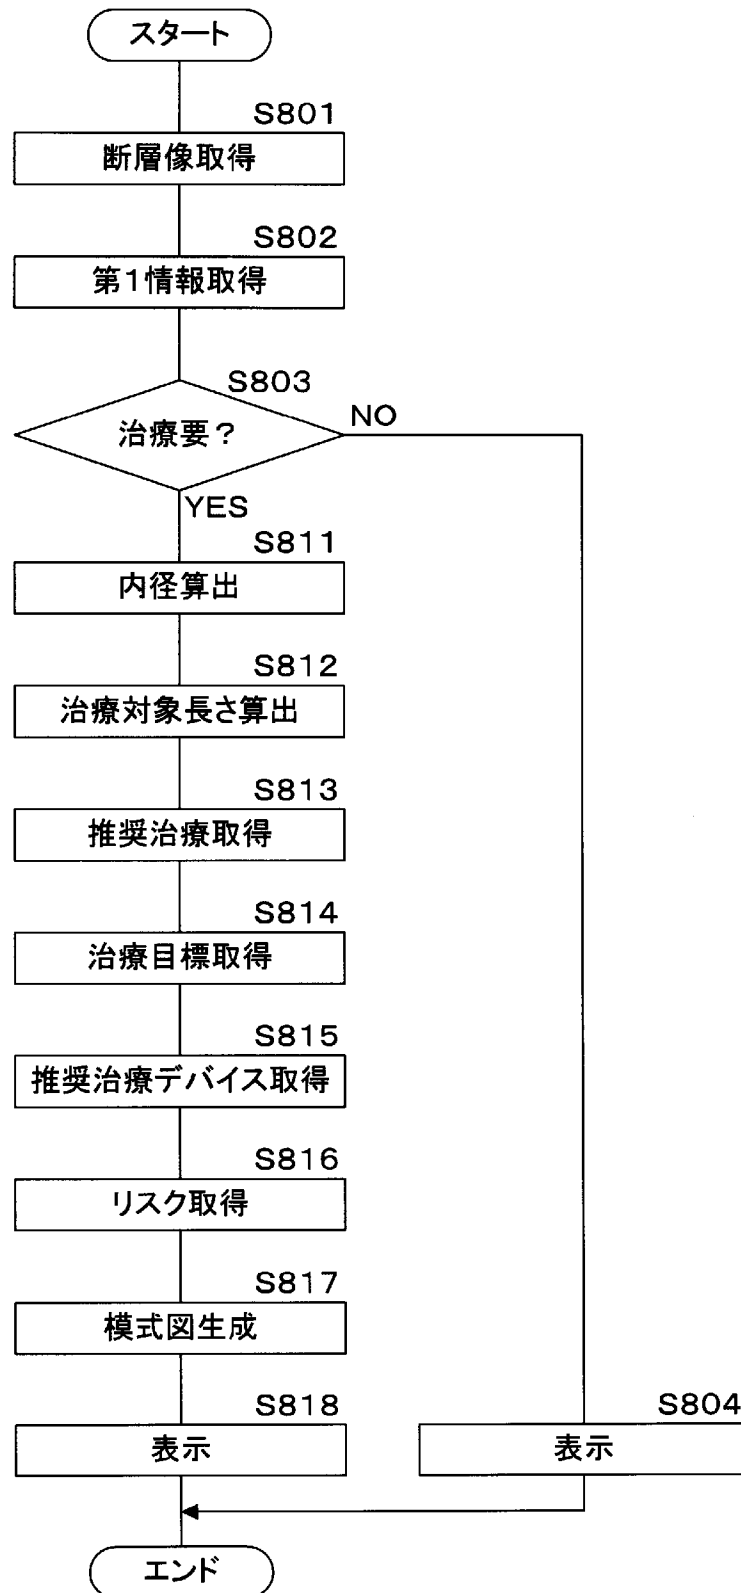 スタート
S801
断層像取得
S802
第1情報取得
S803
治療要?
NO
YES
S811
内径算出
S812
治療対象長さ算出
S813
推奨治療取得
S814
治療目標取得
S815
推奨治療デバイス取得
S816
リスク取得
S817
模式図生成
S818
表示
S804
表示
エンド